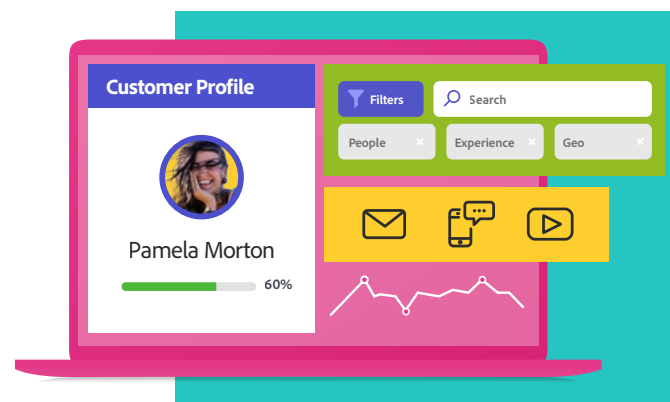 Customer Profile
Pamela Morton
60%
Filters
Search
People
Experience
Geo